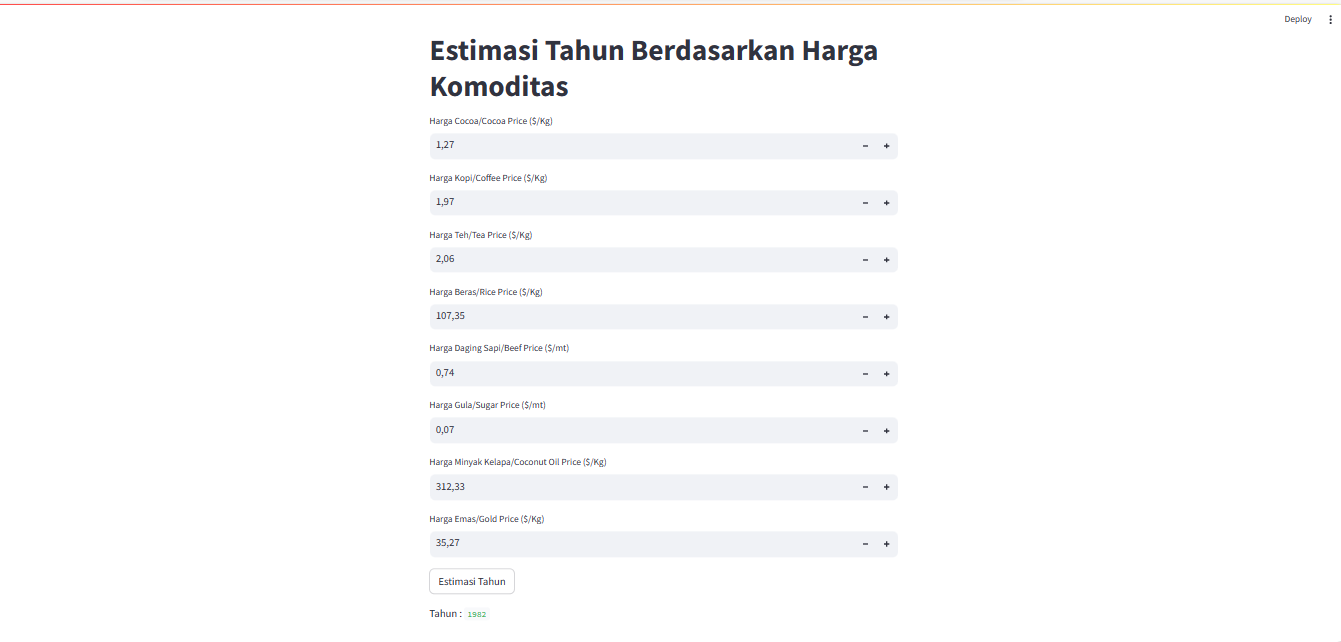 Deploy
Estimasi Tahun Berdasarkan Harga
Komoditas
Harga Cocoa/Cocoa Price ($/Kg)
1,27
Harga Kopi/Coffee Price ($/Kg)
1,97
Harga Teh/Tea Price ($/Kg)
2,06
Harga Beras/Rice Price ($/Kg)
107,35
Harga Daging Sapi/Beef Price ($/mt)
0,74
Harga Gula/Sugar Price ($/mt)
0,07
Harga Minyak Kelapa/Coconut Oil Price ($/Kg)
312,33
Harga Emas/Gold Price ($/Kg)
35,27
Estimasi Tahun
Tahun : 1982